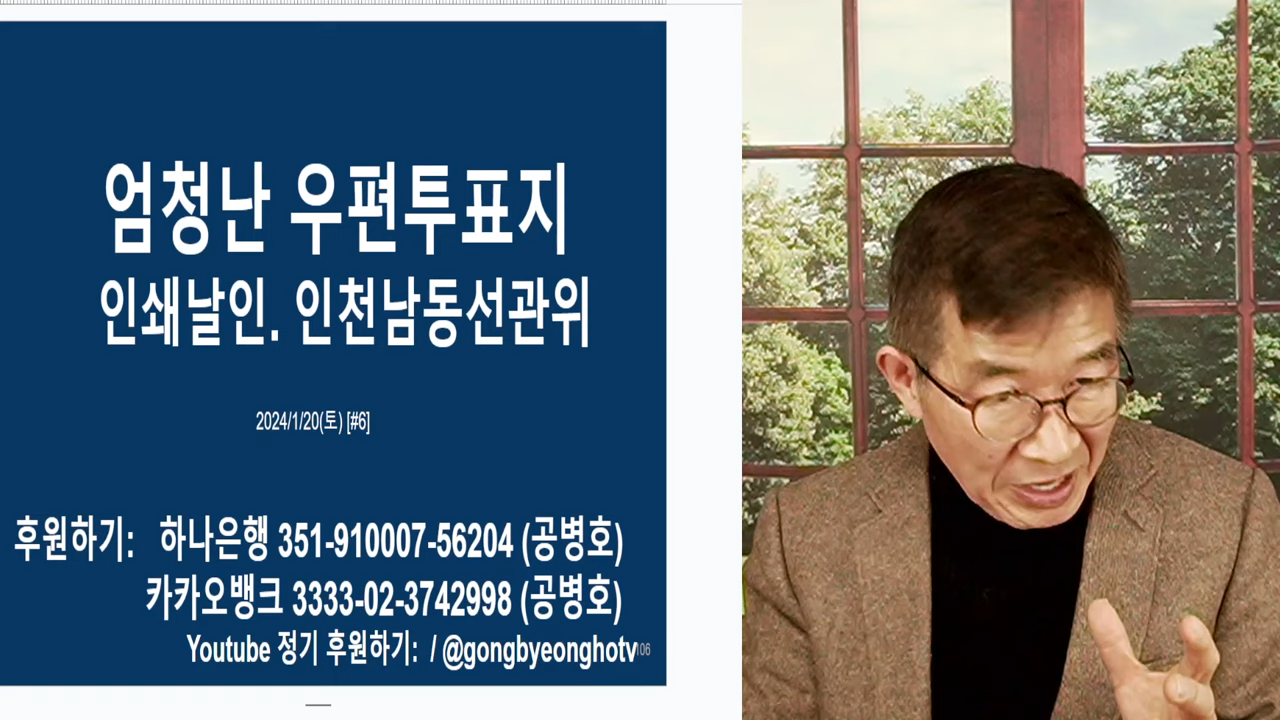 엄청난 우편투표지
인쇄날인. 인천남동선관위
2024/1/20(토) [#6]
후원하기: 하나은행 351-910007-56204 (공병호)
카카오뱅크 3333-02-3742998 (공병호)
Youtube 정기 후원하기: / @gongbyeonghotv
106